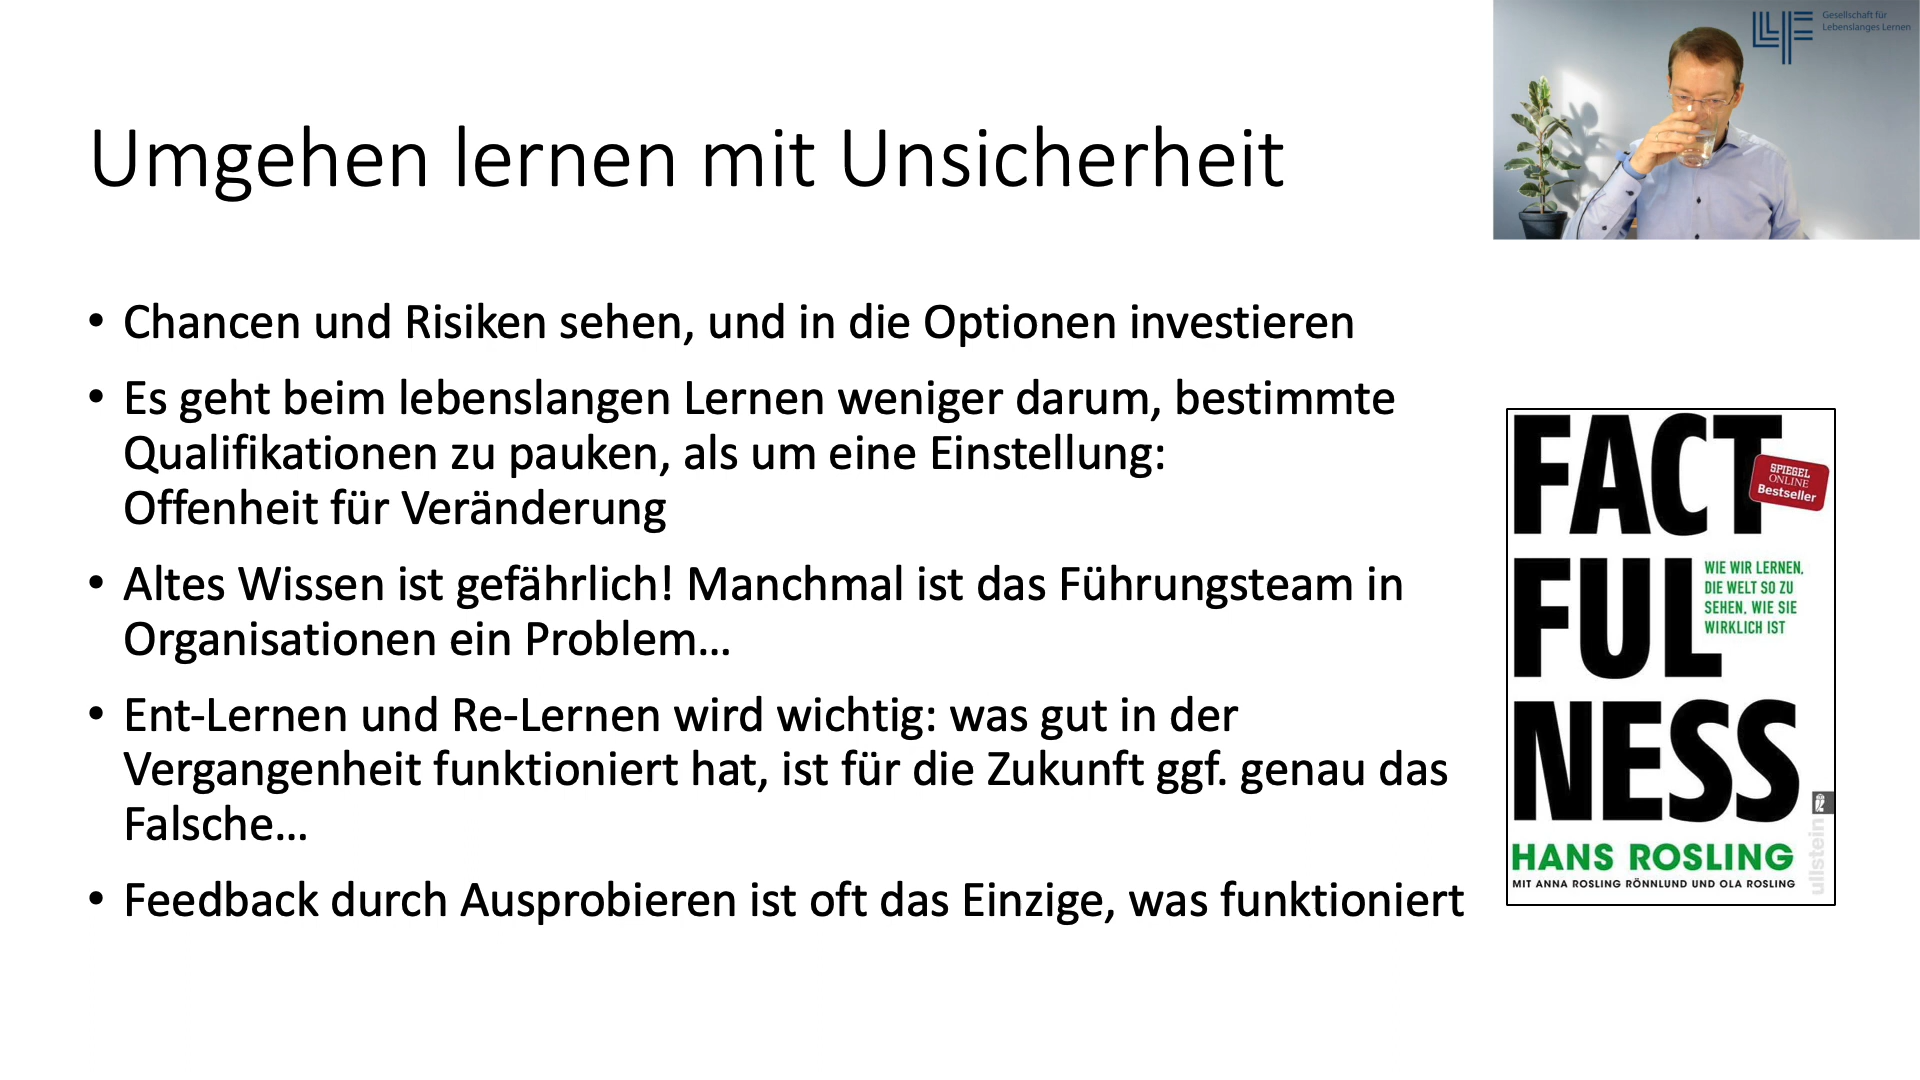 Gesellschaft für
Lebenslanges Lernen
Umgehen lernen mit Unsicherheit
• Chancen und Risiken sehen, und in die Optionen investieren
• Es geht beim lebenslangen Lernen weniger darum, bestimmte
Qualifikationen zu pauken, als um eine Einstellung:
Offenheit für Veränderung
• Altes Wissen ist gefährlich! Manchmal ist das Führungsteam in
Organisationen ein Problem...
• Ent-Lernen und Re-Lernen wird wichtig: was gut in der
Vergangenheit funktioniert hat, ist für die Zukunft ggf. genau das
Falsche...
• Feedback durch Ausprobieren ist oft das Einzige, was funktioniert
FACT
SPIEGEL
ONLINE
Bestseller
FUL
WIE WIR LERNEN,
DIE WELT SO ZU
SEHEN, WIE SIE
WIRKLICH IST
NESS
ullstein
HANS ROSLING
MIT ANNA ROSLING RÖNNLUND UND OLA ROSLING